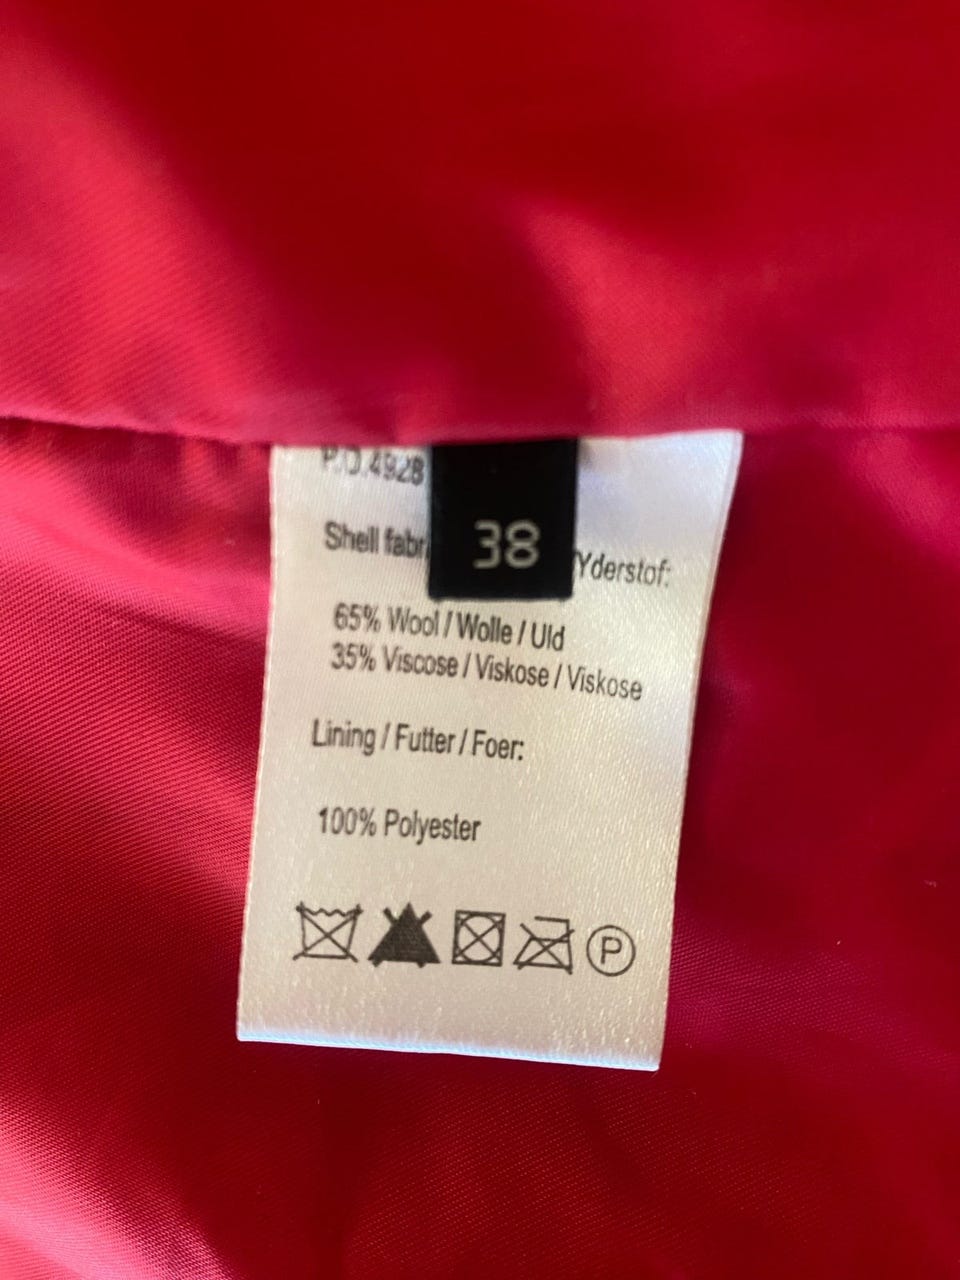 P.O.4928
38
Shell fabr
/Yderstof:
65% Wool / Wolle / Uld
35% Viscose / Viskose / Viskose
Lining / Futter / Foer:
100% Polyester
P